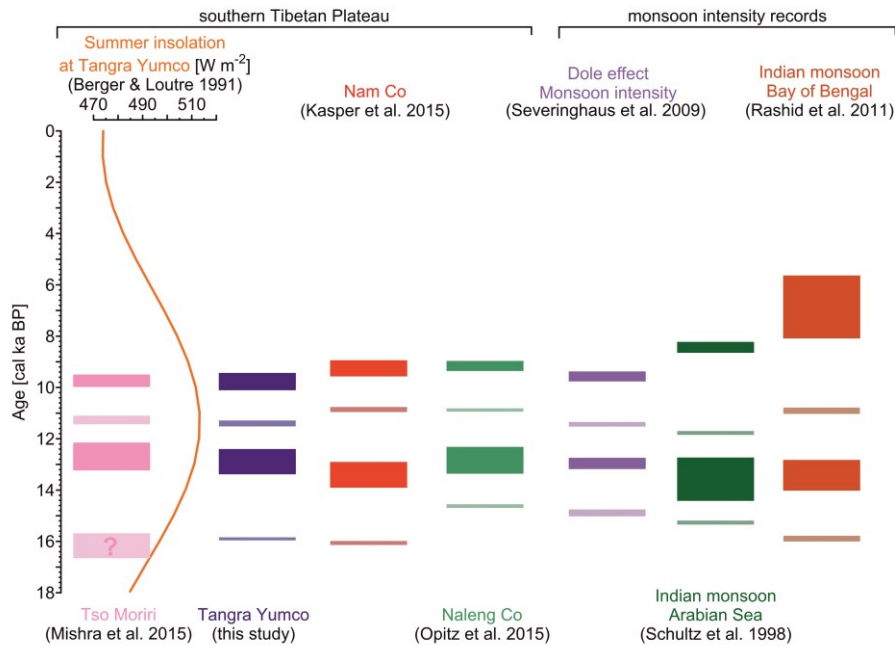 southern Tibetan Plateau
monsoon intensity records
Summer insolation
at Tangra Yumco [W m⁻²]
(Berger & Loutre 1991)
470 490 510
Nam Co
(Kasper et al. 2015)
Dole effect
Monsoon intensity
(Severinghaus et al. 2009)
Indian monsoon
Bay of Bengal
(Rashid et al. 2011)
Age [cal ka BP]
0
2
4
6
8
10
12
14
16
18
?
Tso Moriri
(Mishra et al. 2015)
Tangra Yumco
(this study)
Naleng Co
(Opitz et al. 2015)
Indian monsoon
Arabian Sea
(Schultz et al. 1998)